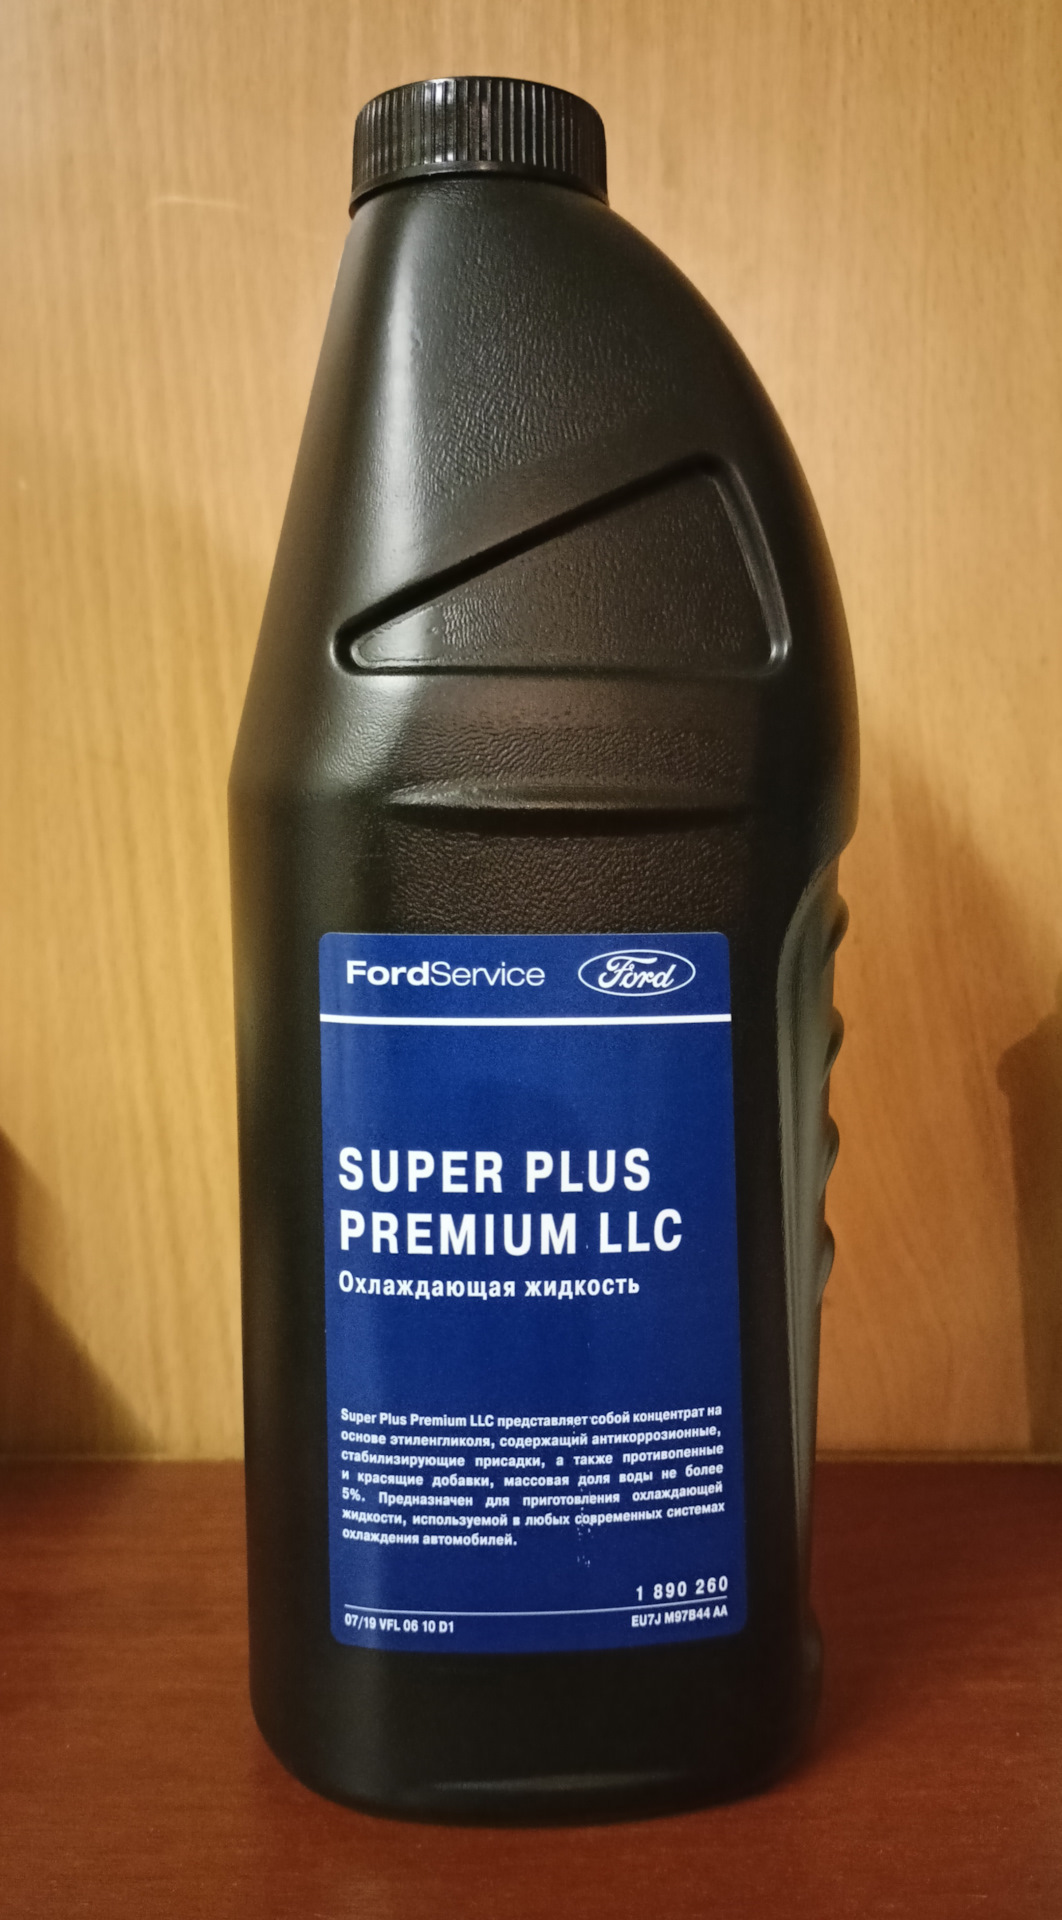 FordService Ford
SUPER PLUS
PREMIUM LLC
Охлаждающая жидкость
Super Plus Premium LLC представляет собой концентрат на
основе этиленгликоля, содержащий антикоррозионные,
стабилизирующие присадки, а также противопенные
и красящие добавки, массовая доля воды не более
5%. Предназначен для приготовления охлаждающей
жидкости, используемой в любых современных системах
охлаждения автомобилей.
1 890 260
07/19 VFL 06 10 D1 EU7J M97B44 AA